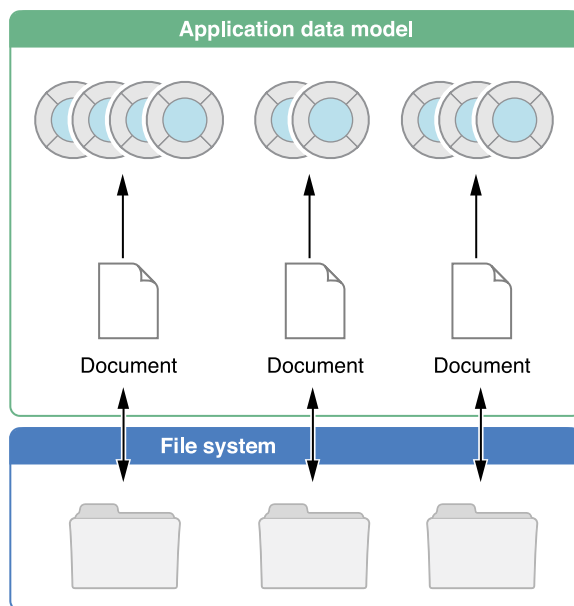 Application data model
Document
Document
Document
File system